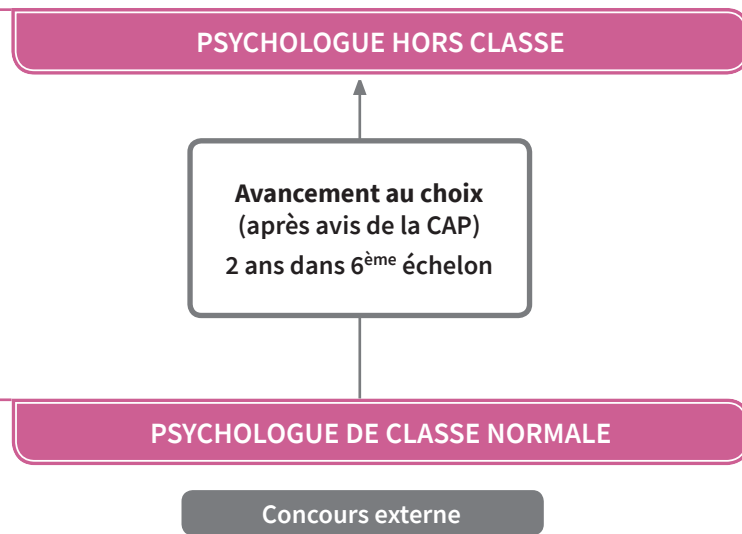 PSYCHOLOGUE HORS CLASSE
Avancement au choix
(après avis de la CAP)
2 ans dans 6ème échelon
PSYCHOLOGUE DE CLASSE NORMALE
Concours externe